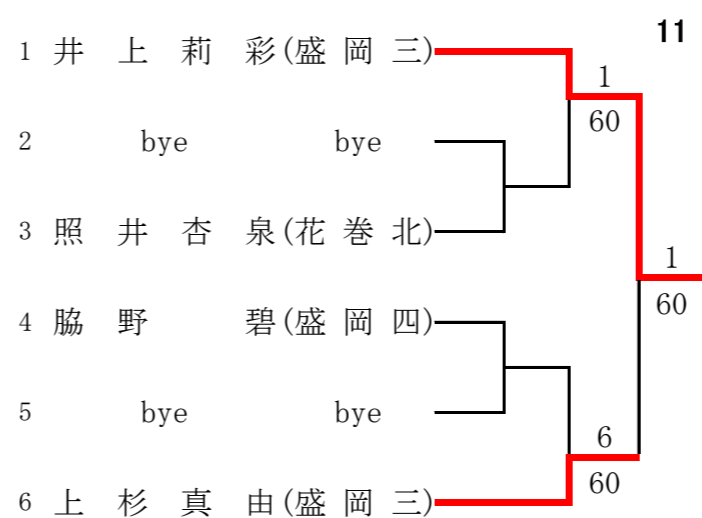 11
1 井 上 莉 彩(盛 岡 三)
1
60
2 bye bye
3 照 井 杏 泉(花 巻 北)
1
60
4 脇 野 碧(盛 岡 四)
5 bye bye
6
60
6 上 杉 真 由(盛 岡 三)